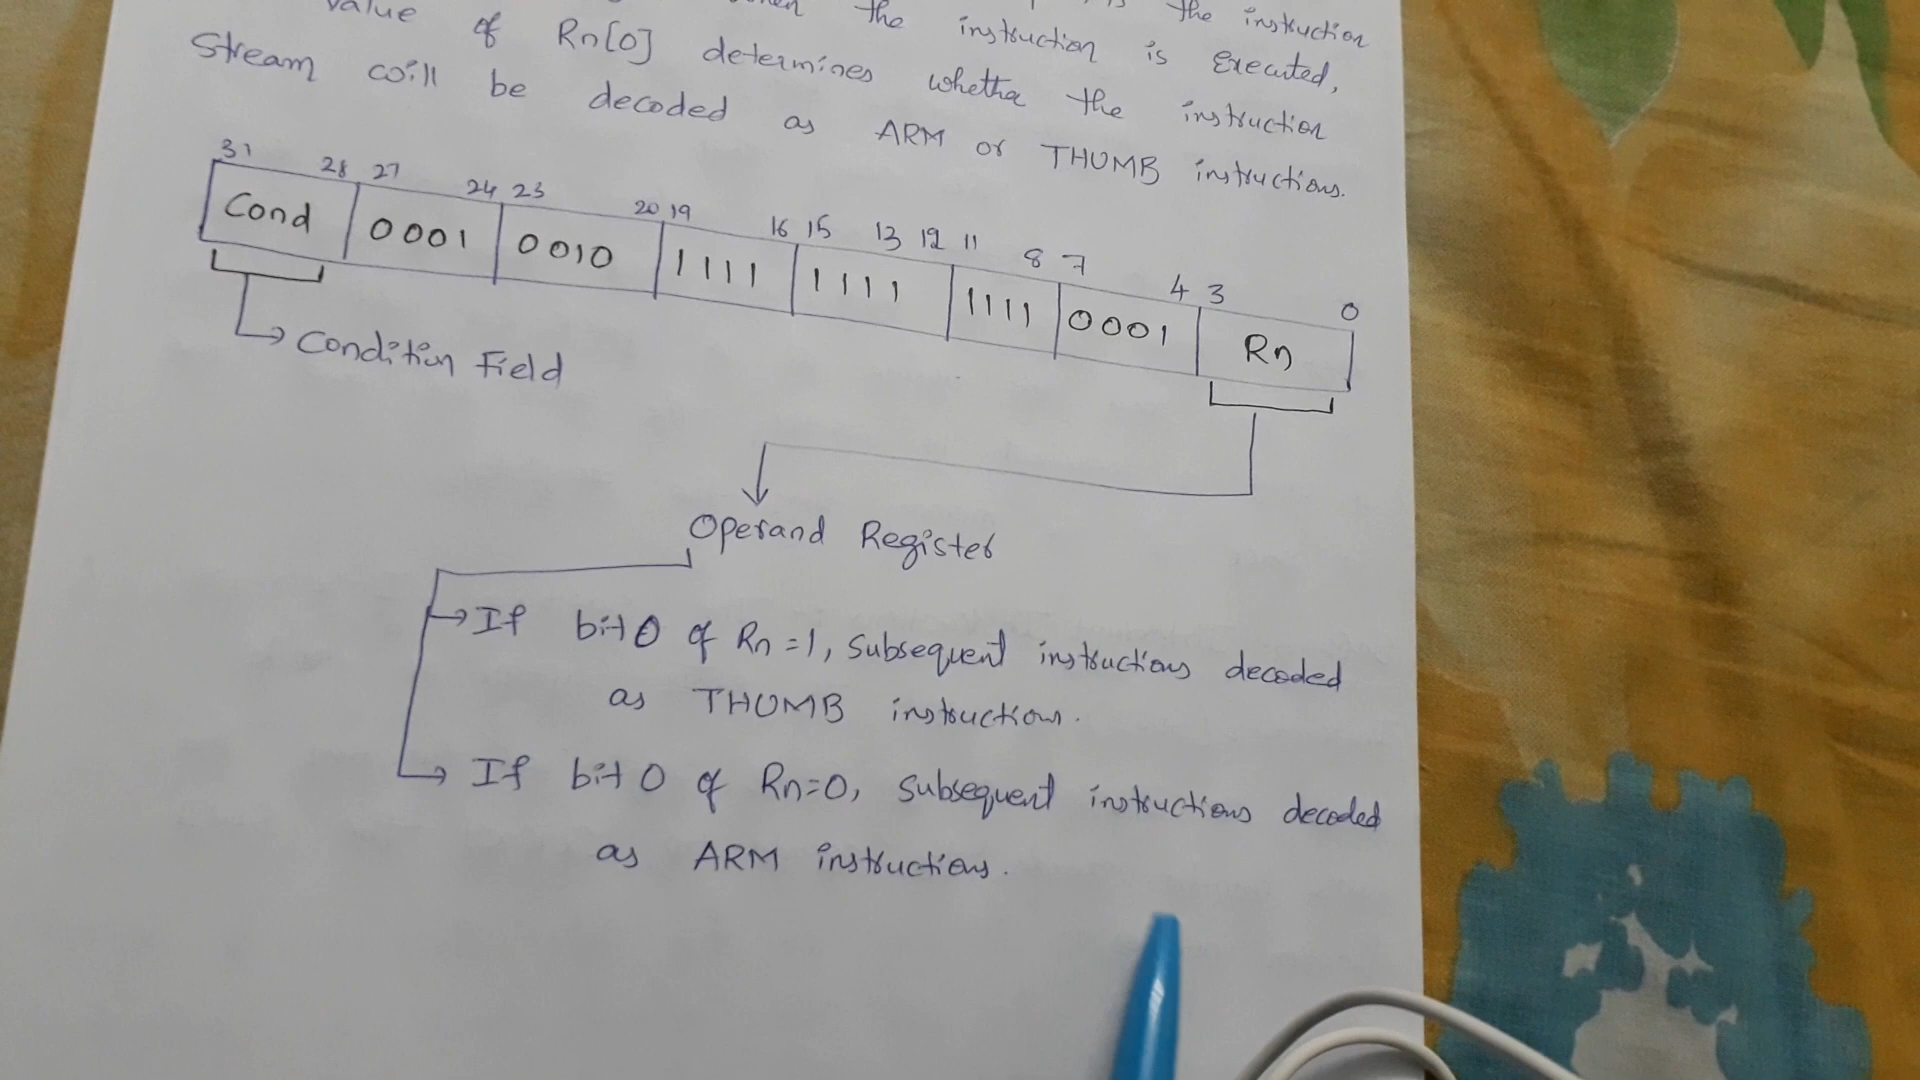 the instruction
value of Rn[0] when the instruction is executed,
Stream will be determines whether the instruction
decoded as ARM or THUMB instructions.
31 28 27 24 23 20 19 16 15 13 12 11 8 7 4 3 0
Cond 0001 0010 1111 1111 1111 0001 Rn
Condition Field
Operand Register
If bit 0 of Rn=1, Subsequent instructions decoded
as THUMB instructions.
If bit 0 of Rn=0, Subsequent instructions decoded
as ARM instructions.